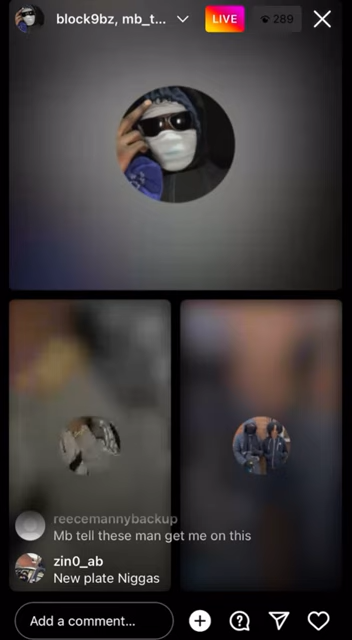 block9bz, mb_t...
LIVE
289
reecemannybackup
Mb tell these man get me on this
zin0_ab
New plate Niggas
Add a comment...